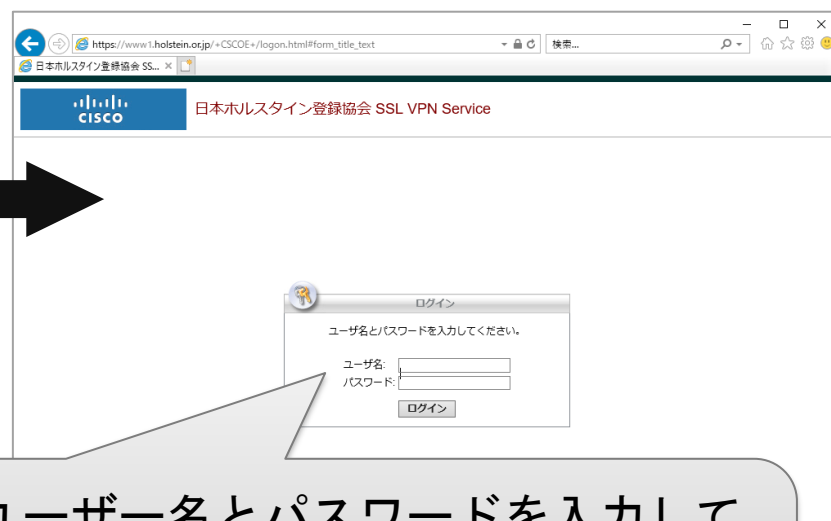 https://www1.holstein.or.jp/+CSCOE+/logon.html#form_title_text
検索...
日本ホルスタイン登録協会 SS...
CISCO
日本ホルスタイン登録協会 SSL VPN Service
ログイン
ユーザ名とパスワードを入力してください。
ユーザ名:
パスワード:
ログイン
ユーザー名とパスワードを入力して